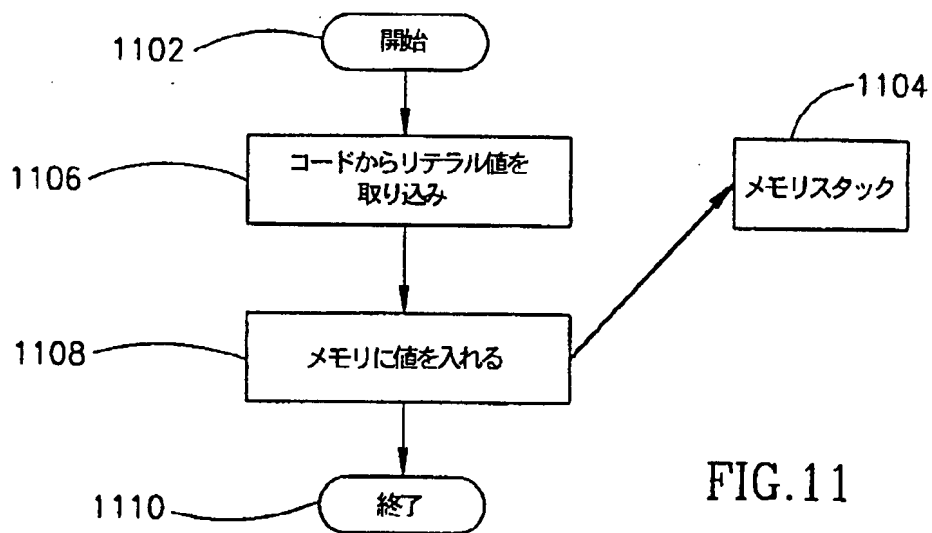 1102
開始
1104
1106
コードからリテラル値を
取り込み
メモリスタック
1108
メモリに値を入れる
1110
終了
FIG.11